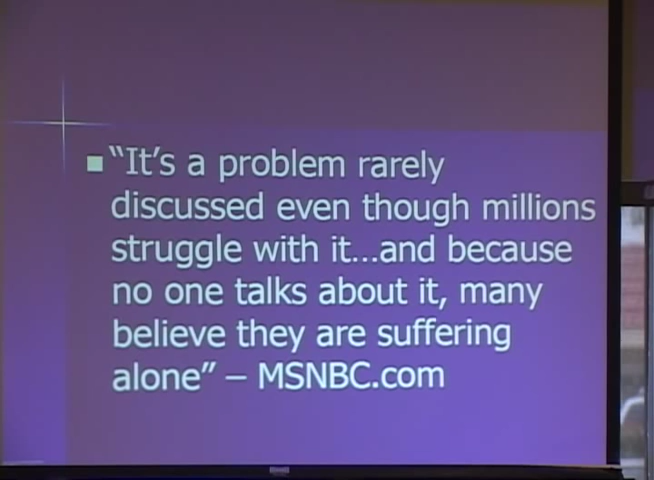 “It's a problem rarely
discussed even though millions
struggle with it...and because
no one talks about it, many
believe they are suffering
alone” – MSNBC.com